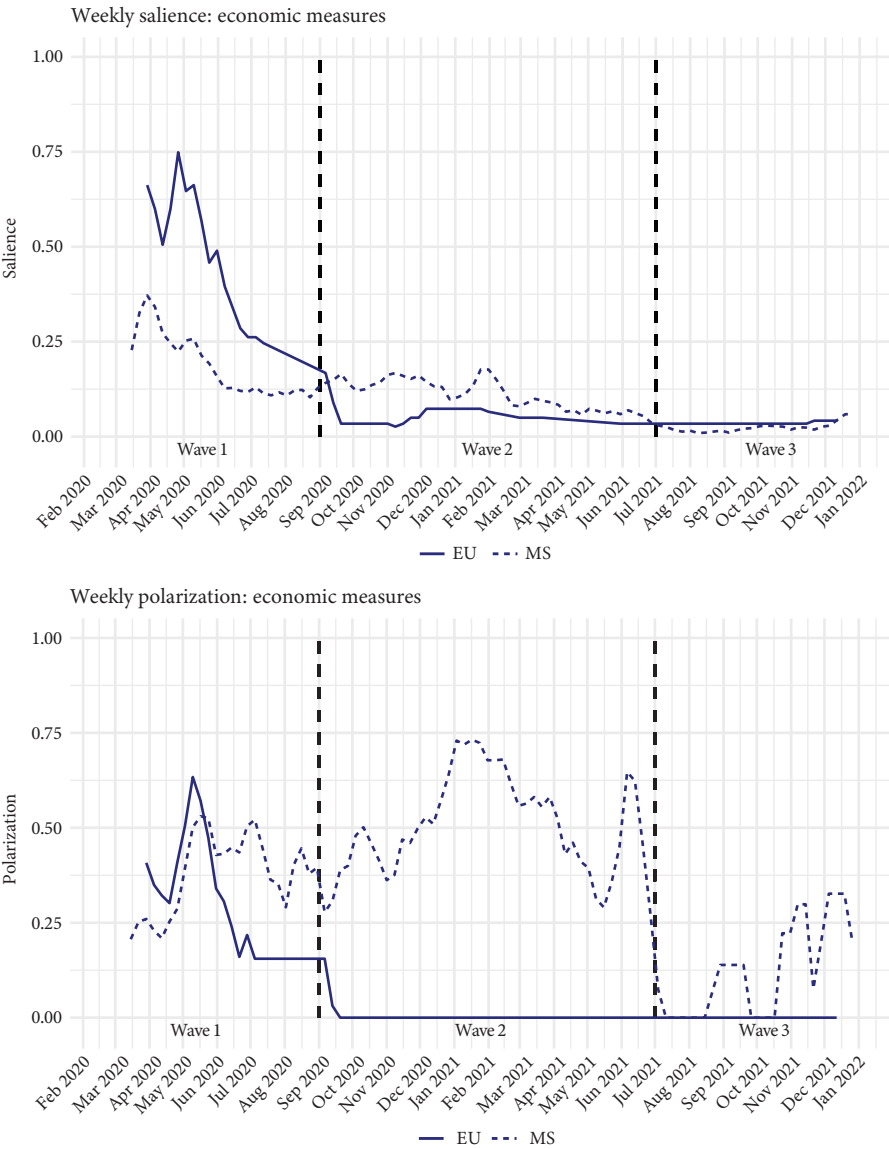 Weekly salience: economic measures
1.00
0.75
0.50
0.25
0.00
Salience
Wave 1 Wave 2 Wave 3
Feb 2020 Mar 2020 Apr 2020 May 2020 Jun 2020 Jul 2020 Aug 2020 Sep 2020 Oct 2020 Nov 2020 Dec 2020 Jan 2021 Feb 2021 Mar 2021 Apr 2021 May 2021 Jun 2021 Jul 2021 Aug 2021 Sep 2021 Oct 2021 Nov 2021 Dec 2021 Jan 2022
EU MS
Weekly polarization: economic measures
1.00
0.75
0.50
0.25
0.00
Polarization
Wave 1 Wave 2 Wave 3
Feb 2020 Mar 2020 Apr 2020 May 2020 Jun 2020 Jul 2020 Aug 2020 Sep 2020 Oct 2020 Nov 2020 Dec 2020 Jan 2021 Feb 2021 Mar 2021 Apr 2021 May 2021 Jun 2021 Jul 2021 Aug 2021 Sep 2021 Oct 2021 Nov 2021 Dec 2021 Jan 2022
EU MS